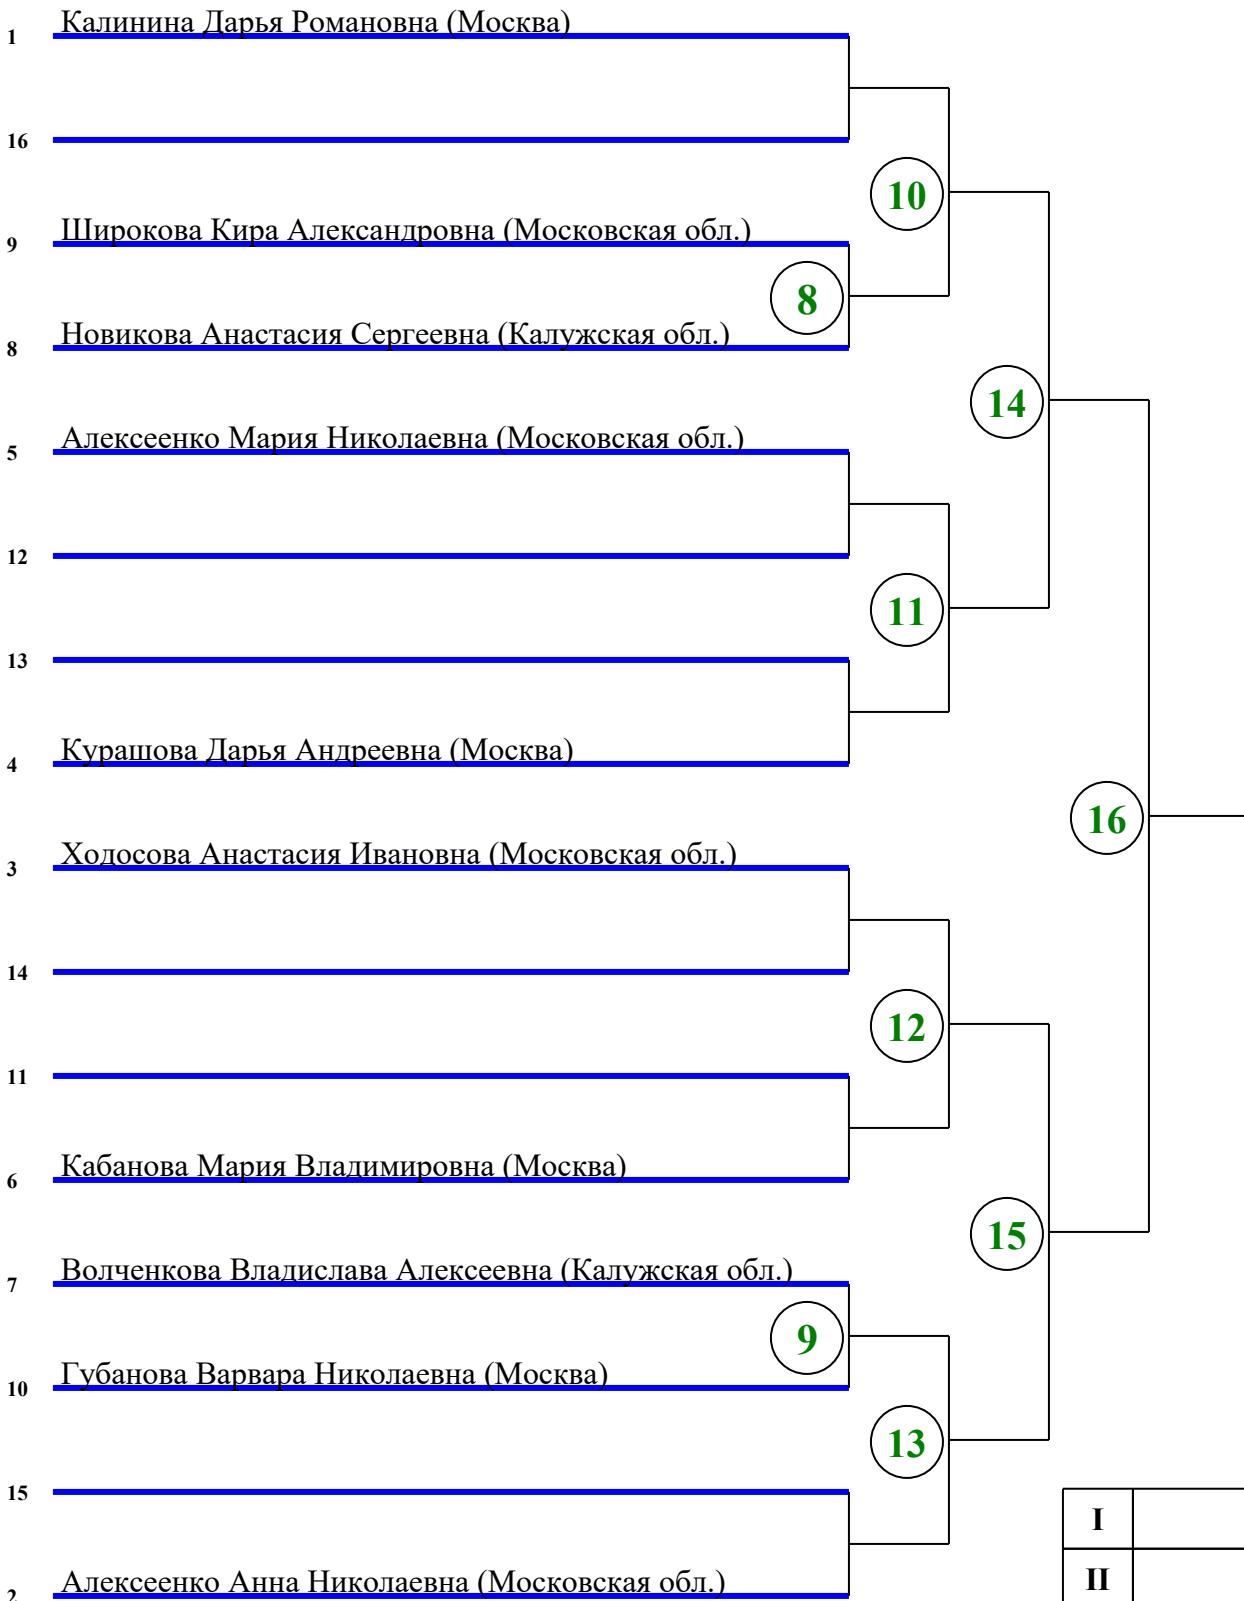 1 Калинина Дарья Романовна (Москва)
16
10
9 Широкова Кира Александровна (Московская обл.)
8
8 Новикова Анастасия Сергеевна (Калужская обл.)
14
5 Алексеенко Мария Николаевна (Московская обл.)
12
11
13
4 Курашова Дарья Андреевна (Москва)
16
3 Ходосова Анастасия Ивановна (Московская обл.)
14
12
11
6 Кабанова Мария Владимировна (Москва)
15
7 Волченкова Владислава Алексеевна (Калужская обл.)
9
10 Губанова Варвара Николаевна (Москва)
13
15
I
II
2 Алексеенко Анна Николаевна (Московская обл.)